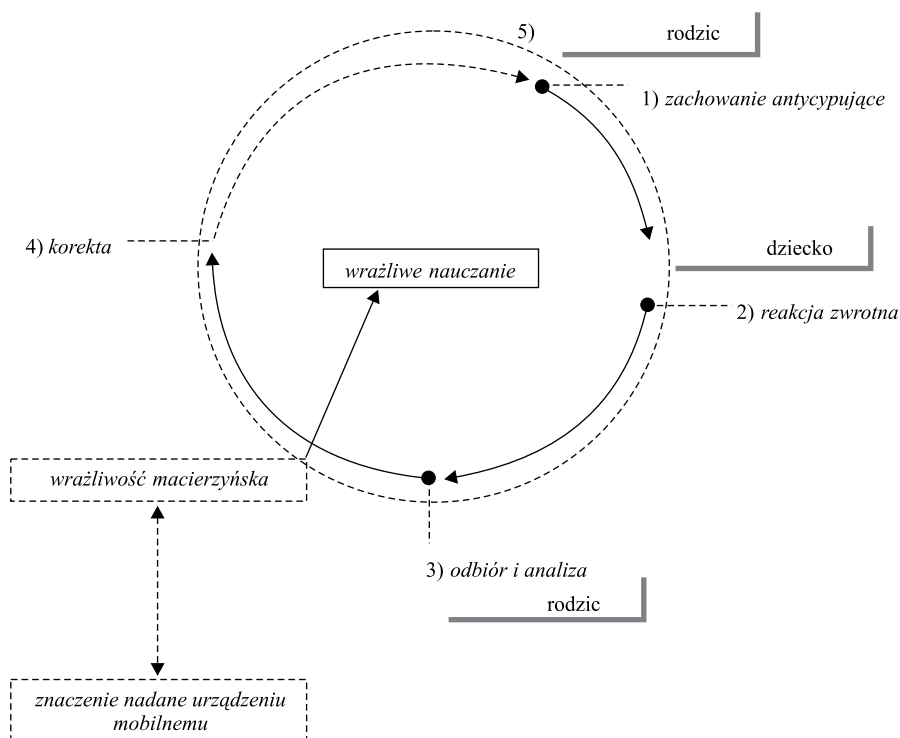 5)
rodzic
1) zachowanie antycypujące
4) korekta
dziecko
wrażliwe nauczanie
2) reakcja zwrotna
wrażliwość macierzyńska
3) odbiór i analiza
rodzic
znaczenie nadane urządzeniu
mobilnemu